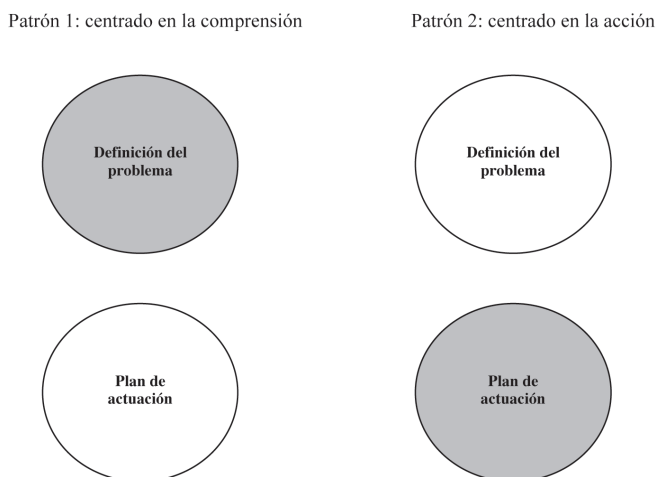 Patrón 1: centrado en la comprensión
Patrón 2: centrado en la acción
Definición del
problema
Definición del
problema
Plan de
actuación
Plan de
actuación